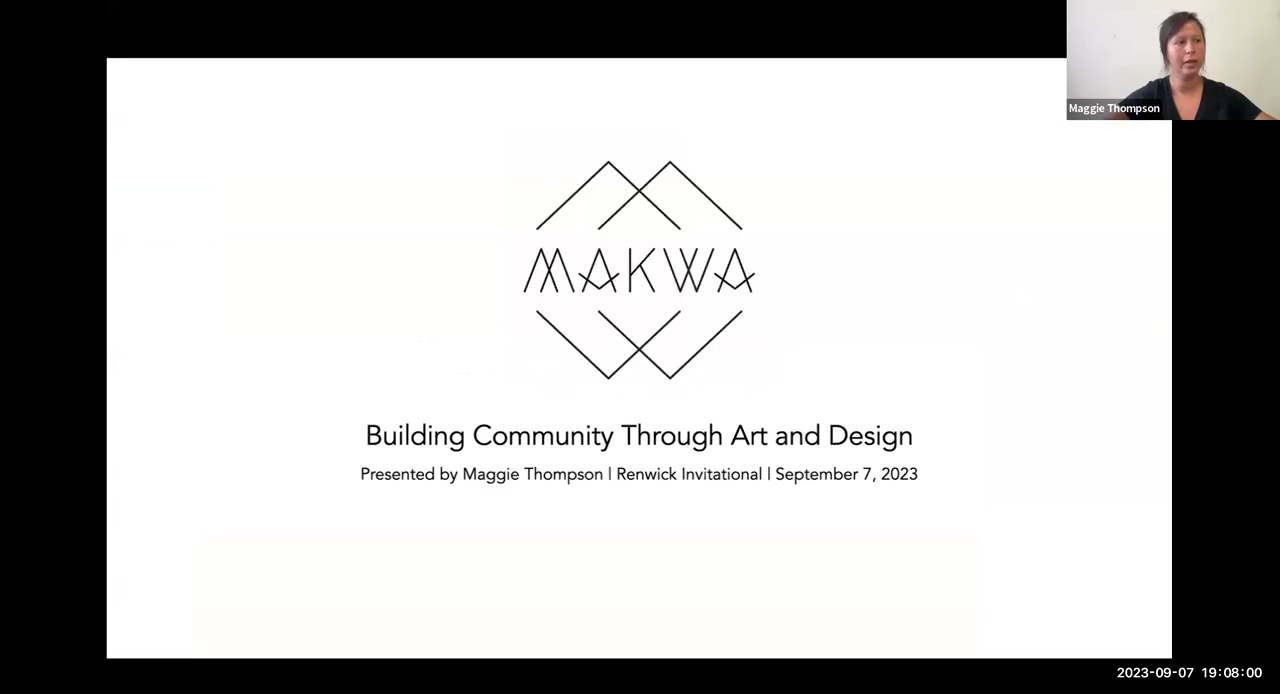 Maggie Thompson
MAKWA
Building Community Through Art and Design
Presented by Maggie Thompson | Renwick Invitational | September 7, 2023
2023-09-07 19:08:00